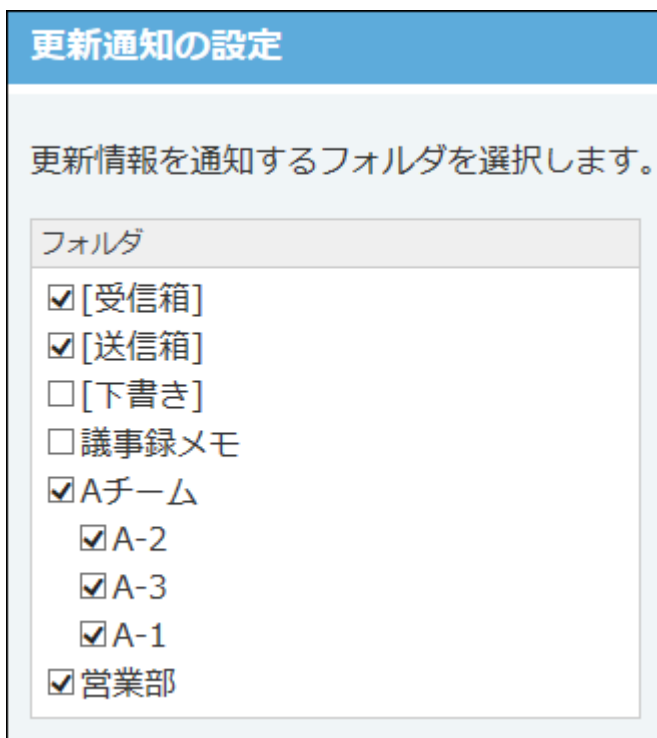 更新通知の設定
更新情報を通知するフォルダを選択します。
フォルダ
[受信箱]
[送信箱]
[下書き]
議事録メモ
Aチーム
A-2
A-3
A-1
営業部